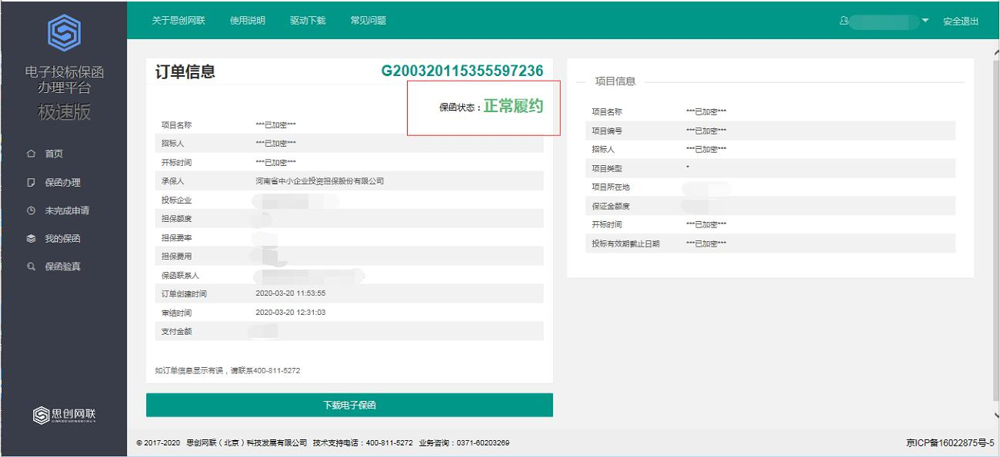 关于思创网联 使用说明 驱动下载 常见问题 安全退出
电子投标保函
办理平台
极速版
首页
保函办理
未完成申请
我的保函
保函验真
思创网联
订单信息 G200320115355597236
保函状态：正常履约
项目名称 ***已加密***
招标人 ***已加密***
开标时间 ***已加密***
承保人 河南省中小企业投资担保股份有限公司
投标企业
担保额度
担保费率
担保费用
保函联系人
订单创建时间 2020-03-20 11:53:55
审结时间 2020-03-20 12:31:03
支付金额
如订单信息显示有误，请联系400-811-5272
下载电子保函
项目信息
项目名称 ***已加密***
项目编号 ***已加密***
招标人 ***已加密***
项目类型 *
项目所在地
保证金额度
开标时间 ***已加密***
投标有效期截止日期 ***已加密***
© 2017-2020 思创网联（北京）科技发展有限公司 技术支持电话：400-811-5272 业务咨询：0371-60203269
京ICP备16022875号-5